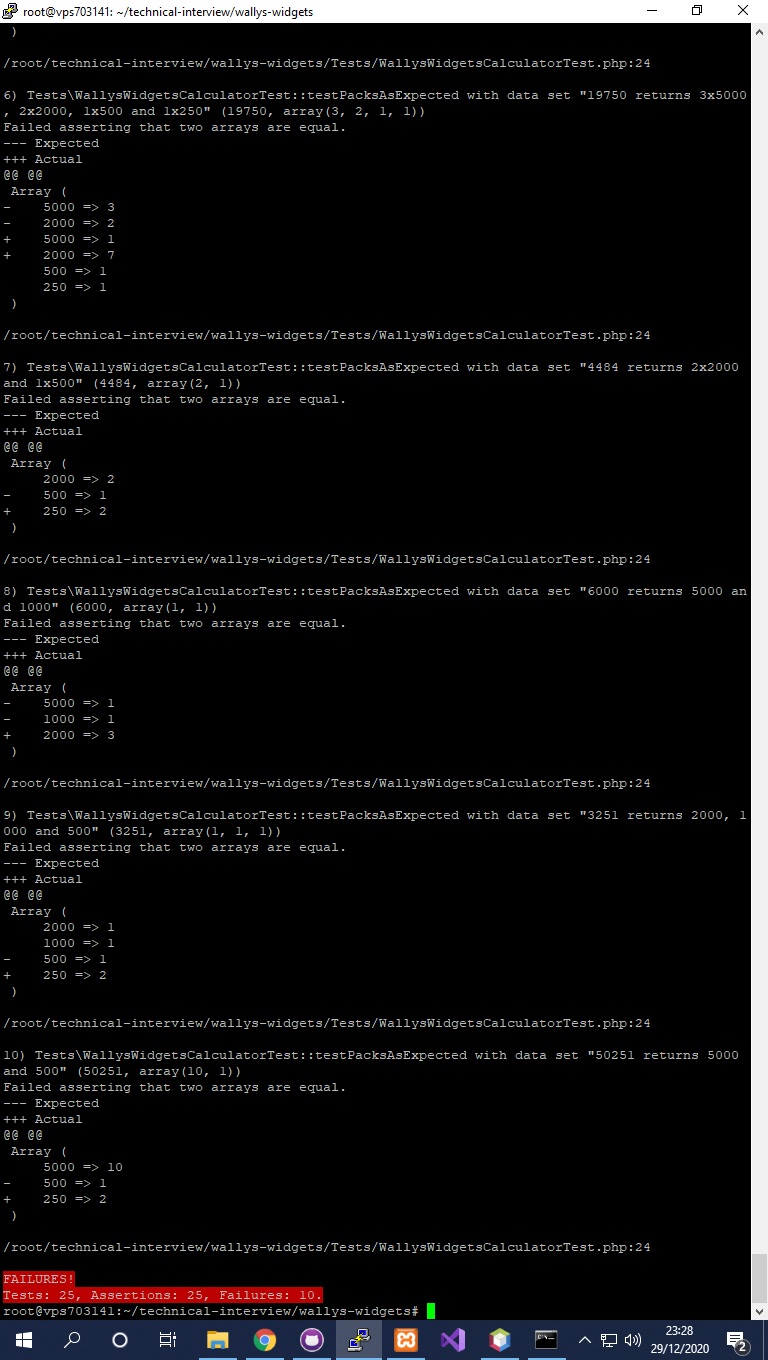 root@vps703141: ~/technical-interview/wallys-widgets
)
/root/technical-interview/wallys-widgets/Tests/WallysWidgetsCalculatorTest.php:24
6) Tests\WallysWidgetsCalculatorTest::testPacksAsExpected with data set "19750 returns 3x5000
, 2x2000, 1x500 and 1x250" (19750, array(3, 2, 1, 1))
Failed asserting that two arrays are equal.
--- Expected
+++ Actual
@@ @@
Array (
-    5000 => 3
-    2000 => 2
+    5000 => 1
+    2000 => 7
500 => 1
250 => 1
)
/root/technical-interview/wallys-widgets/Tests/WallysWidgetsCalculatorTest.php:24
7) Tests\WallysWidgetsCalculatorTest::testPacksAsExpected with data set "4484 returns 2x2000
and 1x500" (4484, array(2, 1))
Failed asserting that two arrays are equal.
--- Expected
+++ Actual
@@ @@
Array (
2000 => 2
-    500 => 1
+    250 => 2
)
/root/technical-interview/wallys-widgets/Tests/WallysWidgetsCalculatorTest.php:24
8) Tests\WallysWidgetsCalculatorTest::testPacksAsExpected with data set "6000 returns 5000 an
d 1000" (6000, array(1, 1))
Failed asserting that two arrays are equal.
--- Expected
+++ Actual
@@ @@
Array (
-    5000 => 1
-    1000 => 1
+    2000 => 3
)
/root/technical-interview/wallys-widgets/Tests/WallysWidgetsCalculatorTest.php:24
9) Tests\WallysWidgetsCalculatorTest::testPacksAsExpected with data set "3251 returns 2000, 1
000 and 500" (3251, array(1, 1, 1))
Failed asserting that two arrays are equal.
--- Expected
+++ Actual
@@ @@
Array (
2000 => 1
1000 => 1
-    500 => 1
+    250 => 2
)
/root/technical-interview/wallys-widgets/Tests/WallysWidgetsCalculatorTest.php:24
10) Tests\WallysWidgetsCalculatorTest::testPacksAsExpected with data set "50251 returns 5000
and 500" (50251, array(10, 1))
Failed asserting that two arrays are equal.
--- Expected
+++ Actual
@@ @@
Array (
5000 => 10
-    500 => 1
+    250 => 2
)
/root/technical-interview/wallys-widgets/Tests/WallysWidgetsCalculatorTest.php:24
FAILURES!
Tests: 25, Assertions: 25, Failures: 10.
root@vps703141:~/technical-interview/wallys-widgets#
23:28
29/12/2020
2